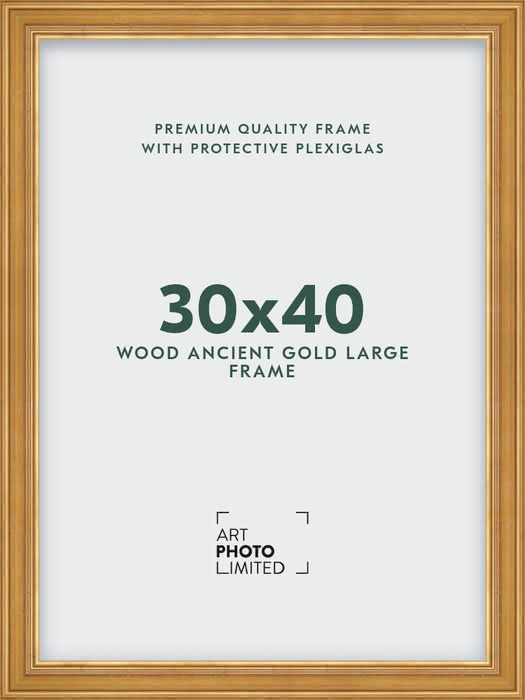 PREMIUM QUALITY FRAME
WITH PROTECTIVE PLEXIGLAS
30x40
WOOD ANCIENT GOLD LARGE
FRAME
ART
PHOTO
LIMITED